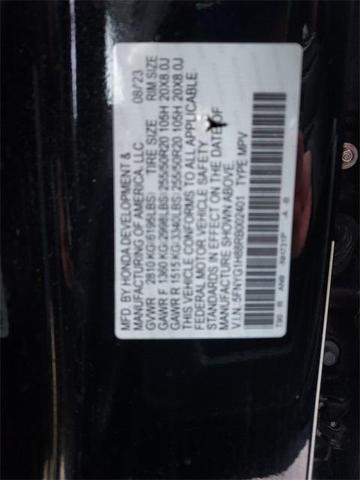 MFD. BY HONDA DEVELOPMENT & 08/23
MANUFACTURING OF AMERICA, LLC
GVWR 2810 KG(6195LBS) TIRE SIZE RIM SIZE
GAWR F 1360 KG(2998LBS) 255/50R20 105H 20X8.0J
GAWR R 1515 KG(3340LBS) 255/50R20 105H 20X8.0J
THIS VEHICLE CONFORMS TO ALL APPLICABLE
FEDERAL MOTOR VEHICLE SAFETY
STANDARDS IN EFFECT ON THE DATE OF
MANUFACTURE SHOWN ABOVE.
V.I.N.: 5FNYG1H88RB002401 TYPE: MPV